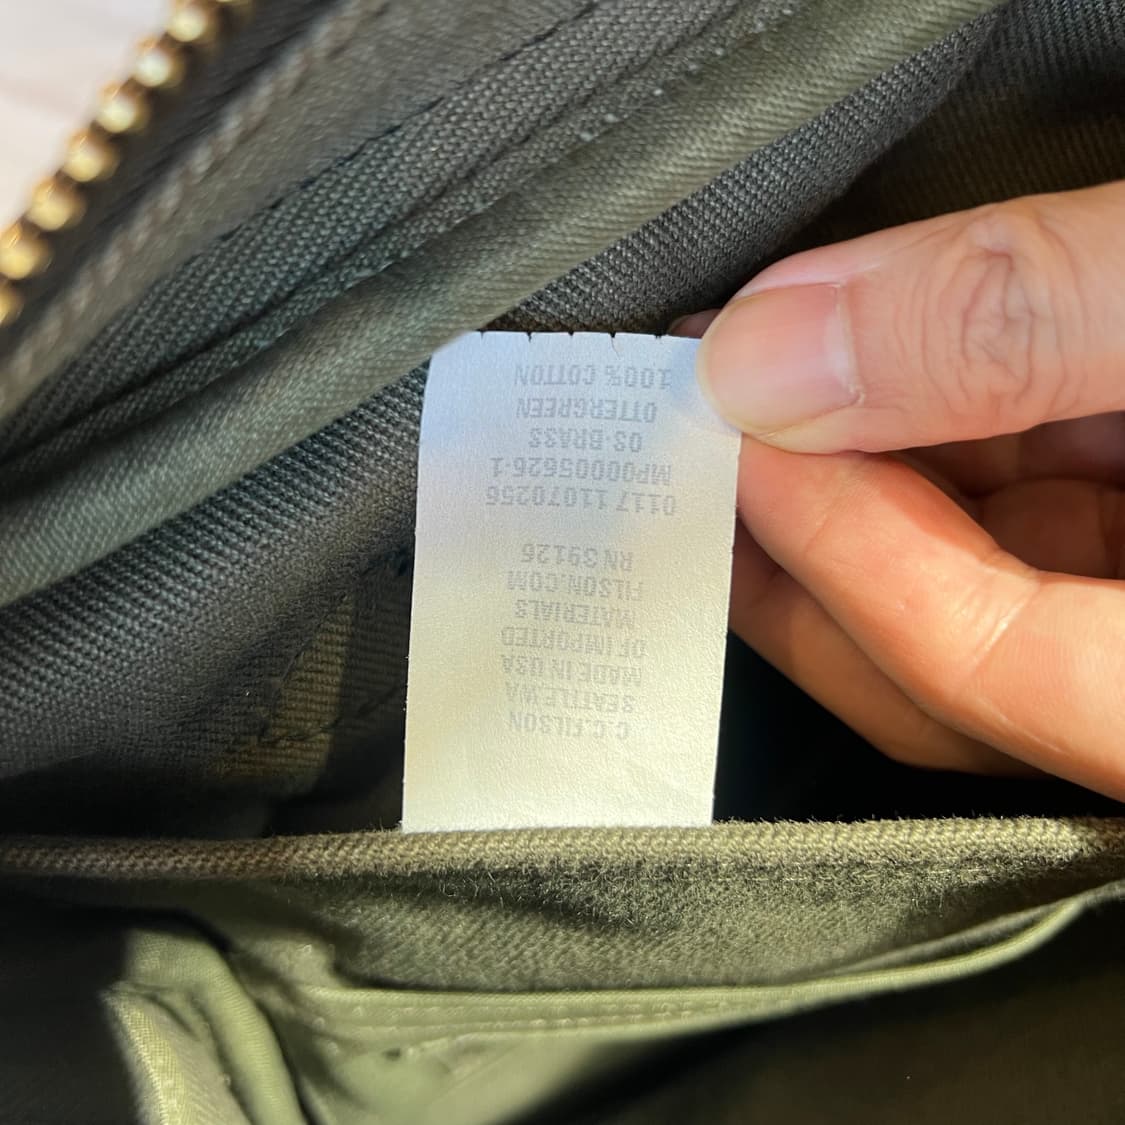 C.C.FILSON
SEATTLE WA
MADE IN USA
OF IMPORTED
MATERIALS
FILSON.COM
RN 39126
0117 11070256
MP00005626-1
OS-BRASS
OTTERGREEN
100% COTTON